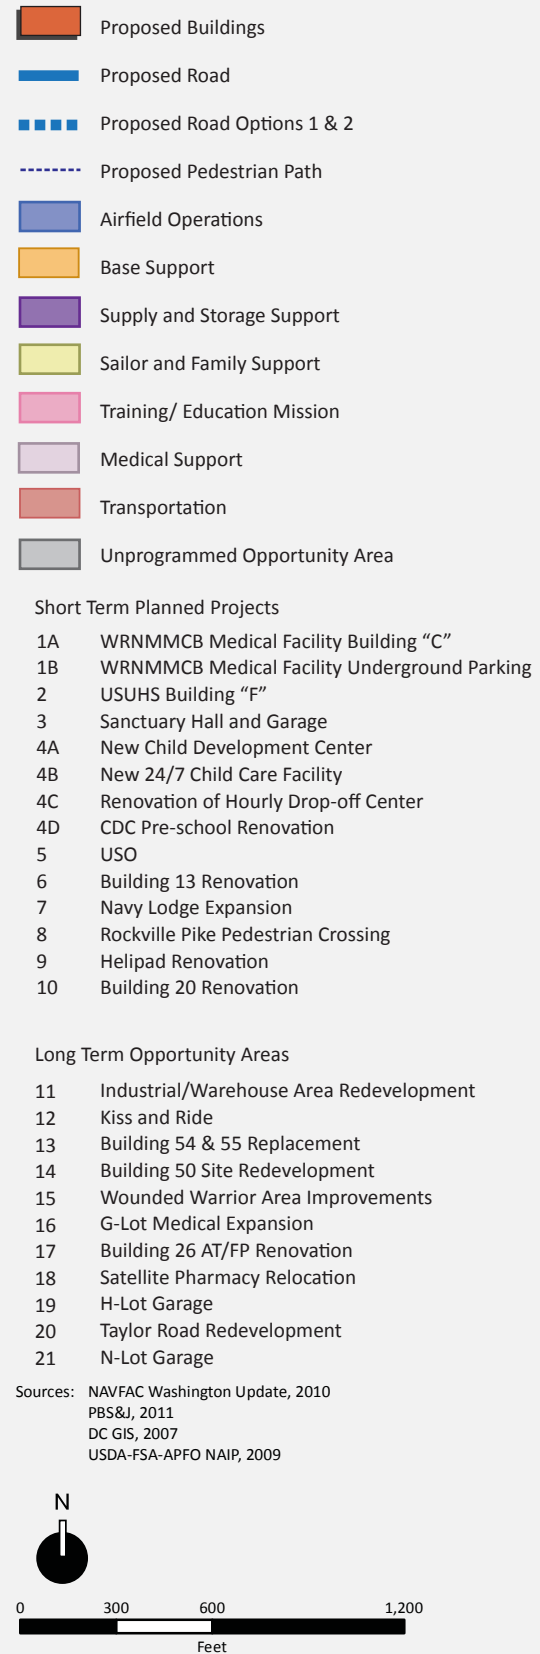 Proposed Buildings
Proposed Road
Proposed Road Options 1 & 2
Proposed Pedestrian Path
Airfield Operations
Base Support
Supply and Storage Support
Sailor and Family Support
Training/ Education Mission
Medical Support
Transportation
Unprogrammed Opportunity Area
Short Term Planned Projects
1A WRNMMCB Medical Facility Building “C”
1B WRNMMCB Medical Facility Underground Parking
2 USUHS Building “F”
3 Sanctuary Hall and Garage
4A New Child Development Center
4B New 24/7 Child Care Facility
4C Renovation of Hourly Drop-off Center
4D CDC Pre-school Renovation
5 USO
6 Building 13 Renovation
7 Navy Lodge Expansion
8 Rockville Pike Pedestrian Crossing
9 Helipad Renovation
10 Building 20 Renovation
Long Term Opportunity Areas
11 Industrial/Warehouse Area Redevelopment
12 Kiss and Ride
13 Building 54 & 55 Replacement
14 Building 50 Site Redevelopment
15 Wounded Warrior Area Improvements
16 G-Lot Medical Expansion
17 Building 26 AT/FP Renovation
18 Satellite Pharmacy Relocation
19 H-Lot Garage
20 Taylor Road Redevelopment
21 N-Lot Garage
Sources: NAVFAC Washington Update, 2010
PBS&J, 2011
DC GIS, 2007
USDA-FSA-APFO NAIP, 2009
N
0 300 600 1,200
Feet